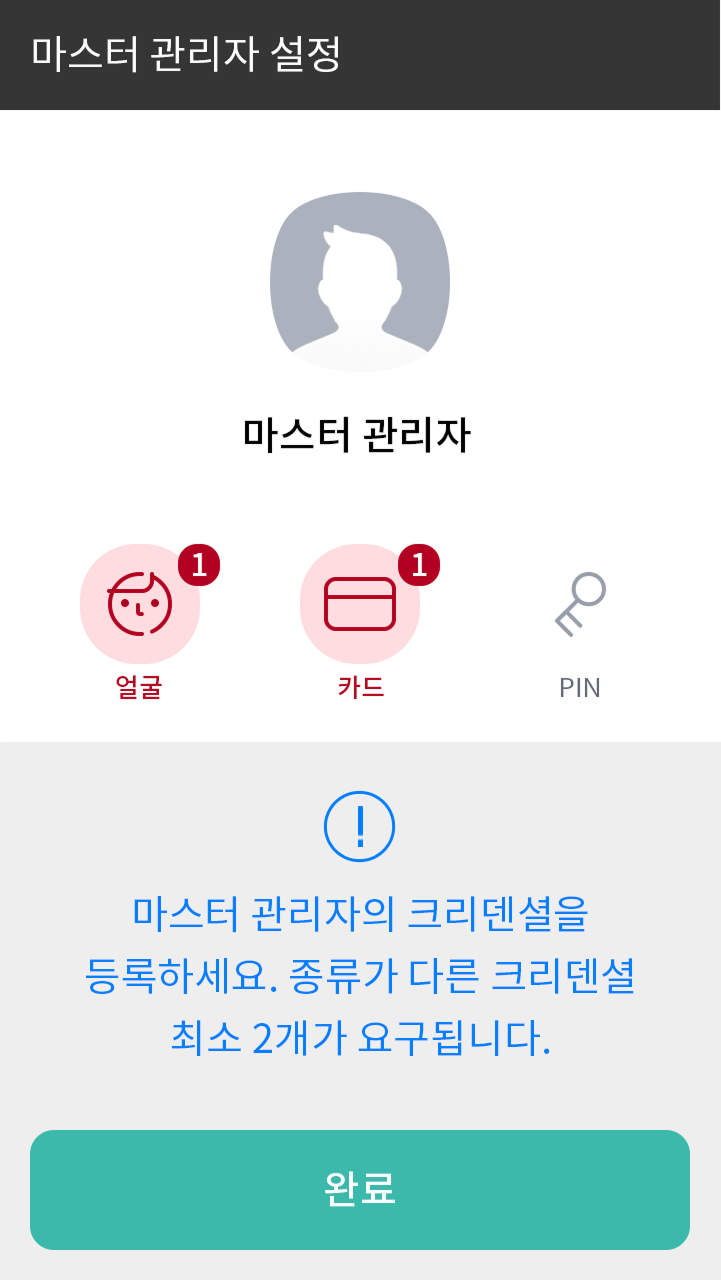 마스터 관리자 설정
마스터 관리자
1
1
얼굴
카드
PIN
마스터 관리자의 크리덴셜을
등록하세요. 종류가 다른 크리덴셜
최소 2개가 요구됩니다.
완료